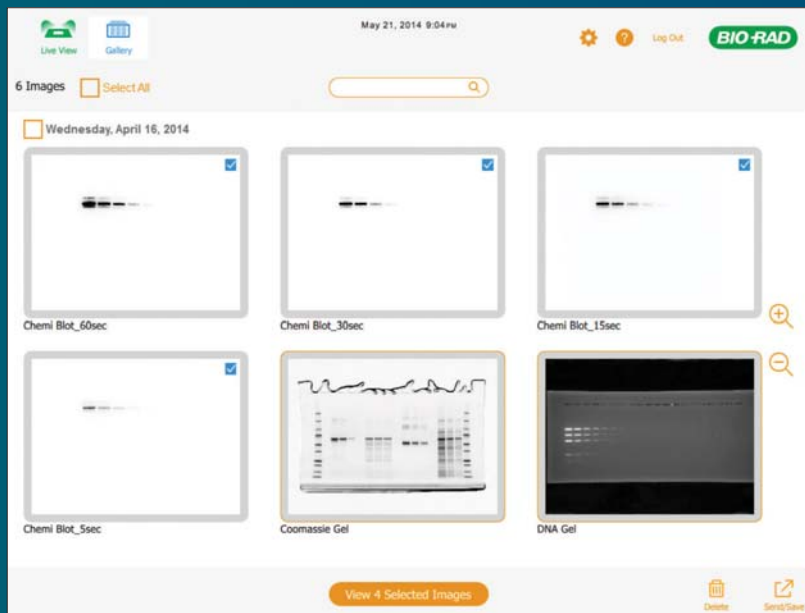 May 21, 2014 9:04PM
Live View
Gallery
Log Out
BIO-RAD
6 Images
Select All
Wednesday, April 16, 2014
Chemi Blot_60sec
Chemi Blot_30sec
Chemi Blot_15sec
Chemi Blot_5sec
Coomassie Gel
DNA Gel
View 4 Selected Images
Delete
Send/Save